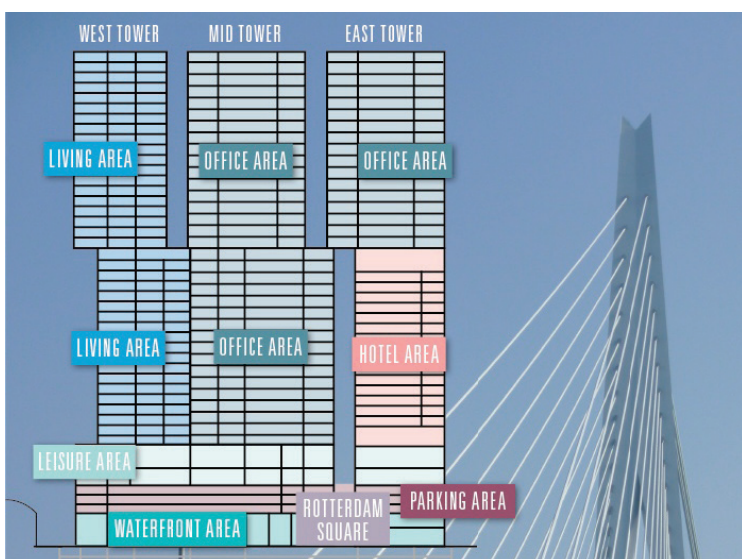 WEST TOWER
MID TOWER
EAST TOWER
LIVING AREA
OFFICE AREA
OFFICE AREA
LIVING AREA
OFFICE AREA
HOTEL AREA
LEISURE AREA
PARKING AREA
ROTTERDAM
SQUARE
WATERFRONT AREA